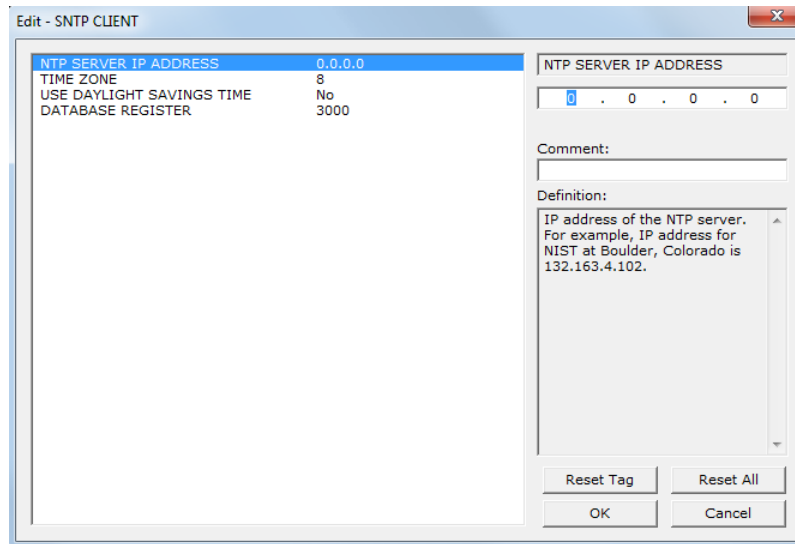 Edit - SNTP CLIENT
x
NTP SERVER IP ADDRESS 0.0.0.0
TIME ZONE 8
USE DAYLIGHT SAVINGS TIME No
DATABASE REGISTER 3000
NTP SERVER IP ADDRESS
0 . 0 . 0 . 0
Comment:
Definition:
IP address of the NTP server.
For example, IP address for
NIST at Boulder, Colorado is
132.163.4.102.
Reset Tag Reset All
OK Cancel